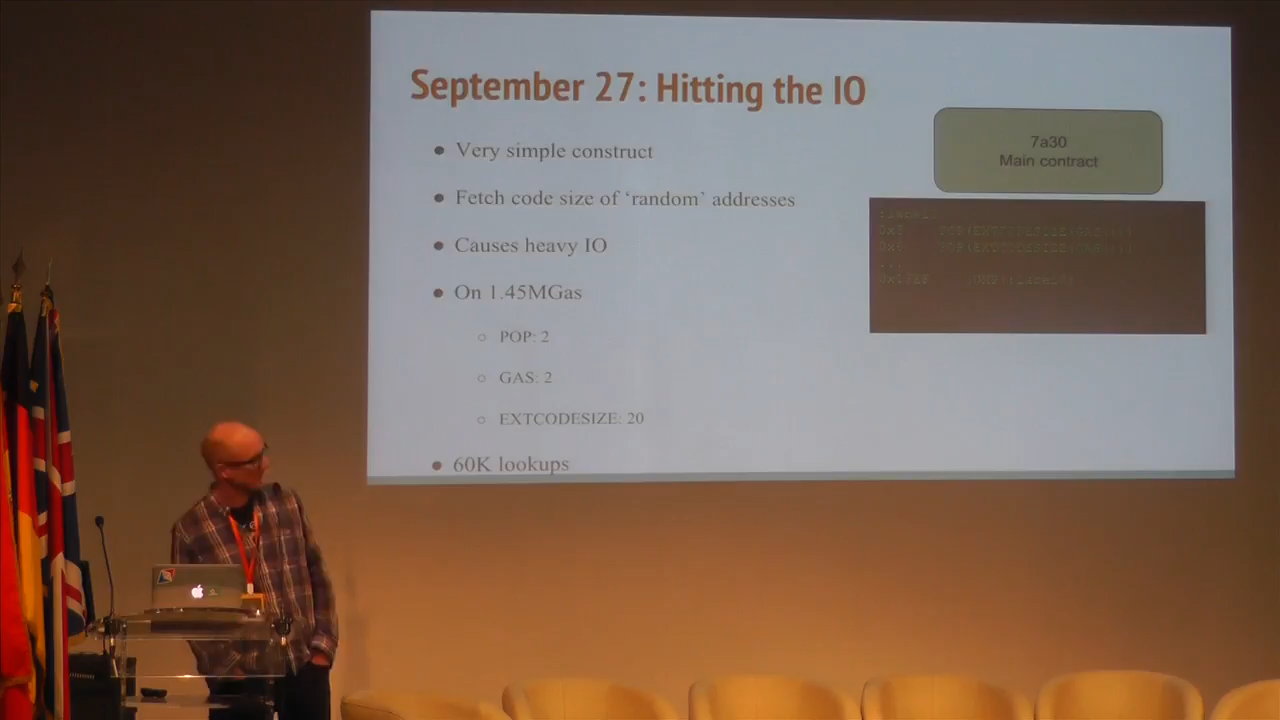 September 27: Hitting the IO
● Very simple construct
● Fetch code size of ‘random’ addresses
● Causes heavy IO
● On 1.45MGas
○ POP: 2
○ GAS: 2
○ EXTCODESIZE: 20
● 60K lookups
7a30
Main contract